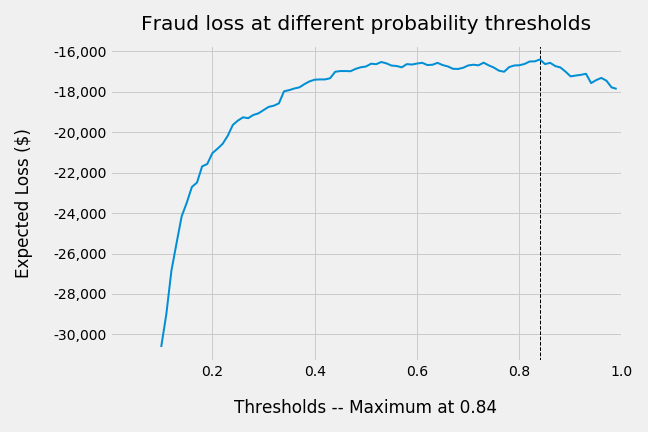 Fraud loss at different probability thresholds
Expected Loss ($)
-16,000
-18,000
-20,000
-22,000
-24,000
-26,000
-28,000
-30,000
0.2 0.4 0.6 0.8 1.0
Thresholds -- Maximum at 0.84